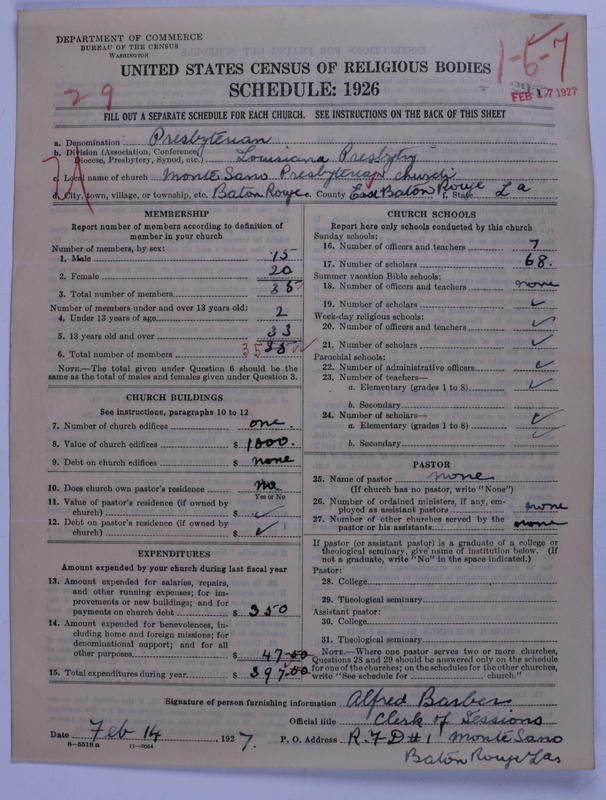 DEPARTMENT OF COMMERCE
BUREAU OF THE CENSUS
WASHINGTON
1-5-7
UNITED STATES CENSUS OF RELIGIOUS BODIES
SCHEDULE: 1926
29
FEB 17 1927
FILL OUT A SEPARATE SCHEDULE FOR EACH CHURCH. SEE INSTRUCTIONS ON THE BACK OF THIS SHEET
a. Denomination Presbyterian
b. Division (Association, Conference, Diocese, Presbytery, Synod, etc.) Louisiana Presbytry
c. Local name of church Monte Sano Presbyterian church
d. City, town, village, or township, etc. Baton Rouge e. County East Baton Rouge f. State La
MEMBERSHIP
Report number of members according to definition of
member in your church
Number of members, by sex:
1. Male 15
2. Female 20
3. Total number of members 35
Number of members under and over 13 years old:
4. Under 13 years of age 2
5. 13 years old and over 33
6. Total number of members 35 35
NOTE.—The total given under Question 6 should be the
same as the total of males and females given under Question 3.
CHURCH BUILDINGS
See instructions, paragraphs 10 to 12
7. Number of church edifices one.
8. Value of church edifices $ 1800.
9. Debt on church edifices $ none
10. Does church own pastor's residence no
Yes or No
11. Value of pastor's residence (if owned by
church) $ ✓
12. Debt on pastor's residence (if owned by
church) $ ✓
EXPENDITURES
Amount expended by your church during last fiscal year
13. Amount expended for salaries, repairs,
and other running expenses; for im-
provements or new buildings; and for
payments on church debt $ 350
14. Amount expended for benevolences, in-
cluding home and foreign missions; for
denominational support; and for all
other purposes $ 47.50
15. Total expenditures during year $ 397.50
CHURCH SCHOOLS
Report here only schools conducted by this church
Sunday schools:
16. Number of officers and teachers 7
17. Number of scholars 68.
Summer vacation Bible schools:
18. Number of officers and teachers none
19. Number of scholars ✓
Week-day religious schools:
20. Number of officers and teachers ✓
21. Number of scholars ✓
Parochial schools:
22. Number of administrative officers ✓
23. Number of teachers—
a. Elementary (grades 1 to 8) ✓
b. Secondary
24. Number of scholars— ✓
a. Elementary (grades 1 to 8) ✓
b. Secondary
PASTOR
25. Name of pastor none
(If church has no pastor, write "None")
26. Number of ordained ministers, if any, em-
ployed as assistant pastors none
27. Number of other churches served by the
pastor or his assistants none
If pastor (or assistant pastor) is a graduate of a college or
theological seminary, give name of institution below. (If
not a graduate, write "No" in the space indicated.)
Pastor:
28. College
29. Theological seminary
Assistant pastor:
30. College
31. Theological seminary
NOTE.—Where one pastor serves two or more churches,
Questions 28 and 29 should be answered only on the schedule
for one of the churches; on the schedules for the other churches,
write "See schedule for church."
Signature of person furnishing information Alfred Barber
Official title Clerk of Sessions
Date Feb 14, 1927. P. O. Address R.F.D #1 Monte Sano
8-5518a 11-9054 Baton Rouge Las